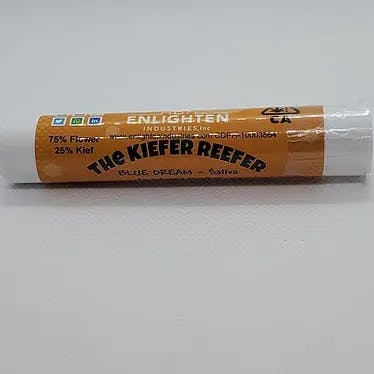 ENLIGHTEN
INDUSTRIES, inc
CA
75% Flower
25% Kief
THE KIEFER REEFER
BLUE DREAM - Sativa